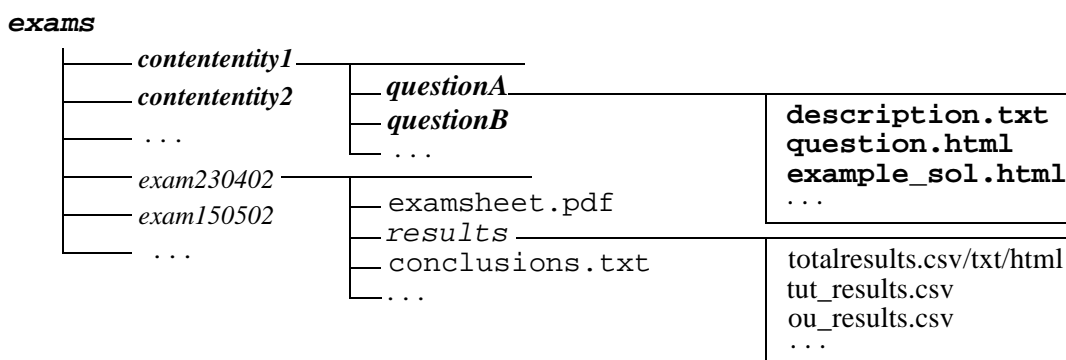 exams
contententity1
contententity2
. . .
exam230402
exam150502
. . .
questionA
questionB
. . .
examsheet.pdf
results
conclusions.txt
. . .
description.txt
question.html
example_sol.html
. . .
totalresults.csv/txt/html
tut_results.csv
ou_results.csv
. . .